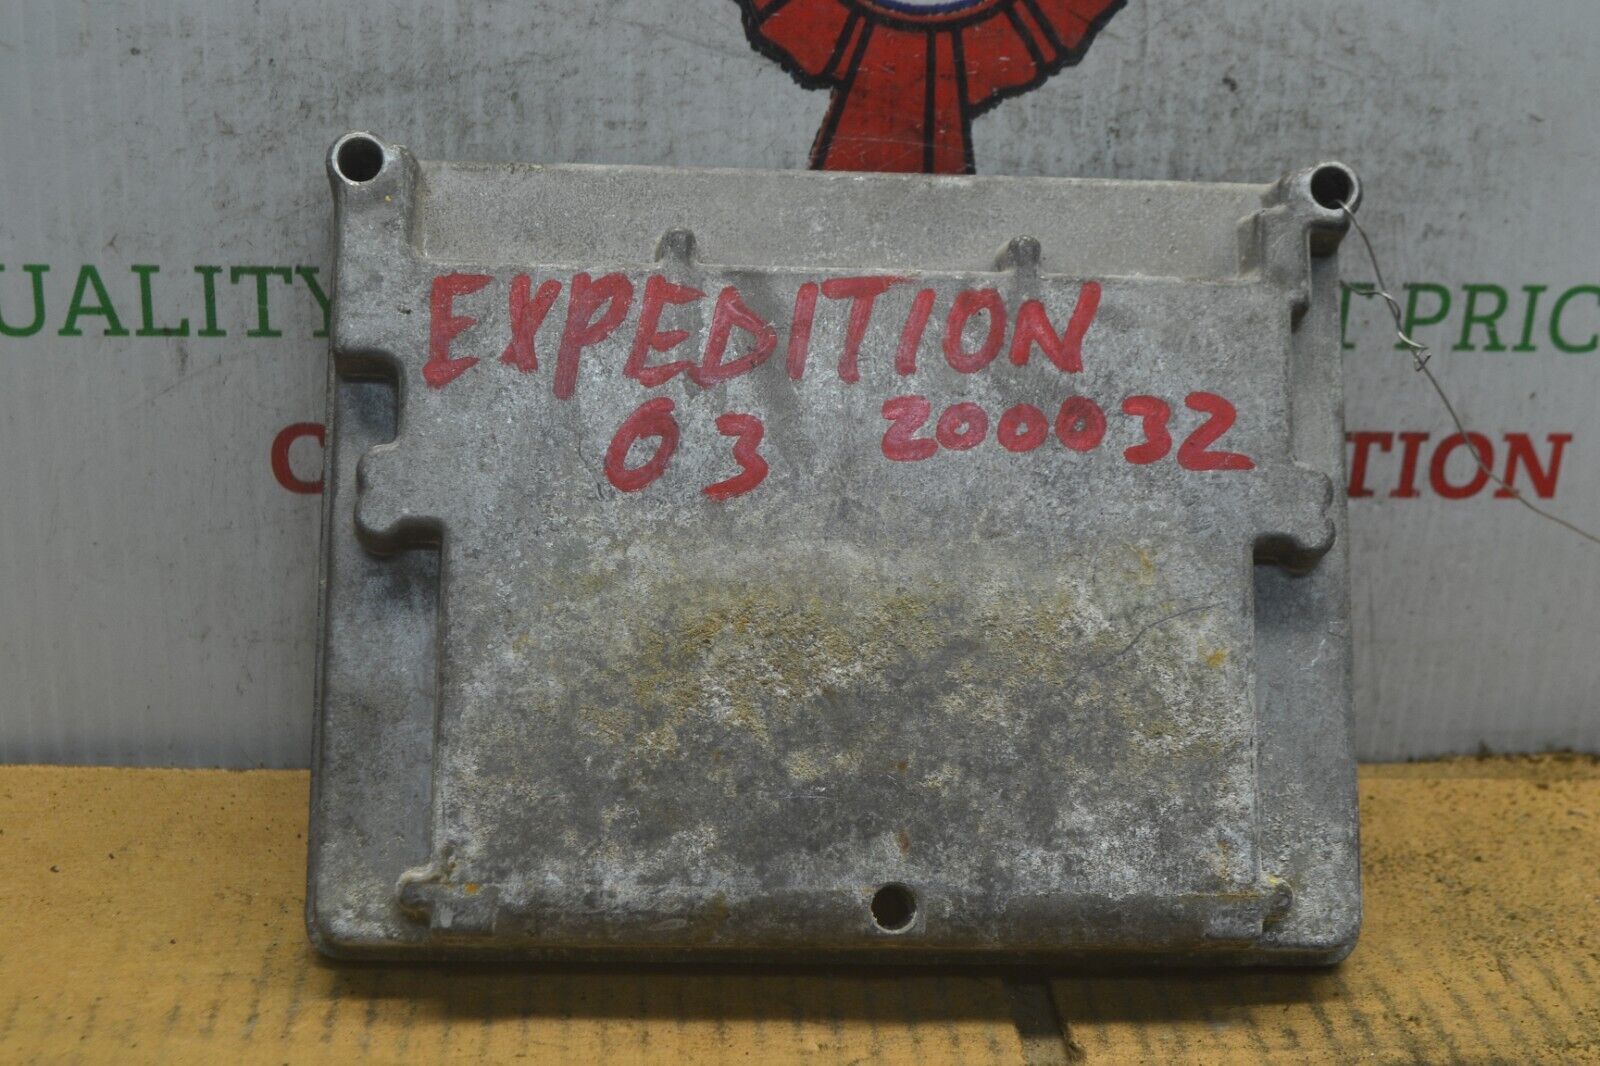 UALITY T PRIC
C TION
EXPEDITION
03 200032